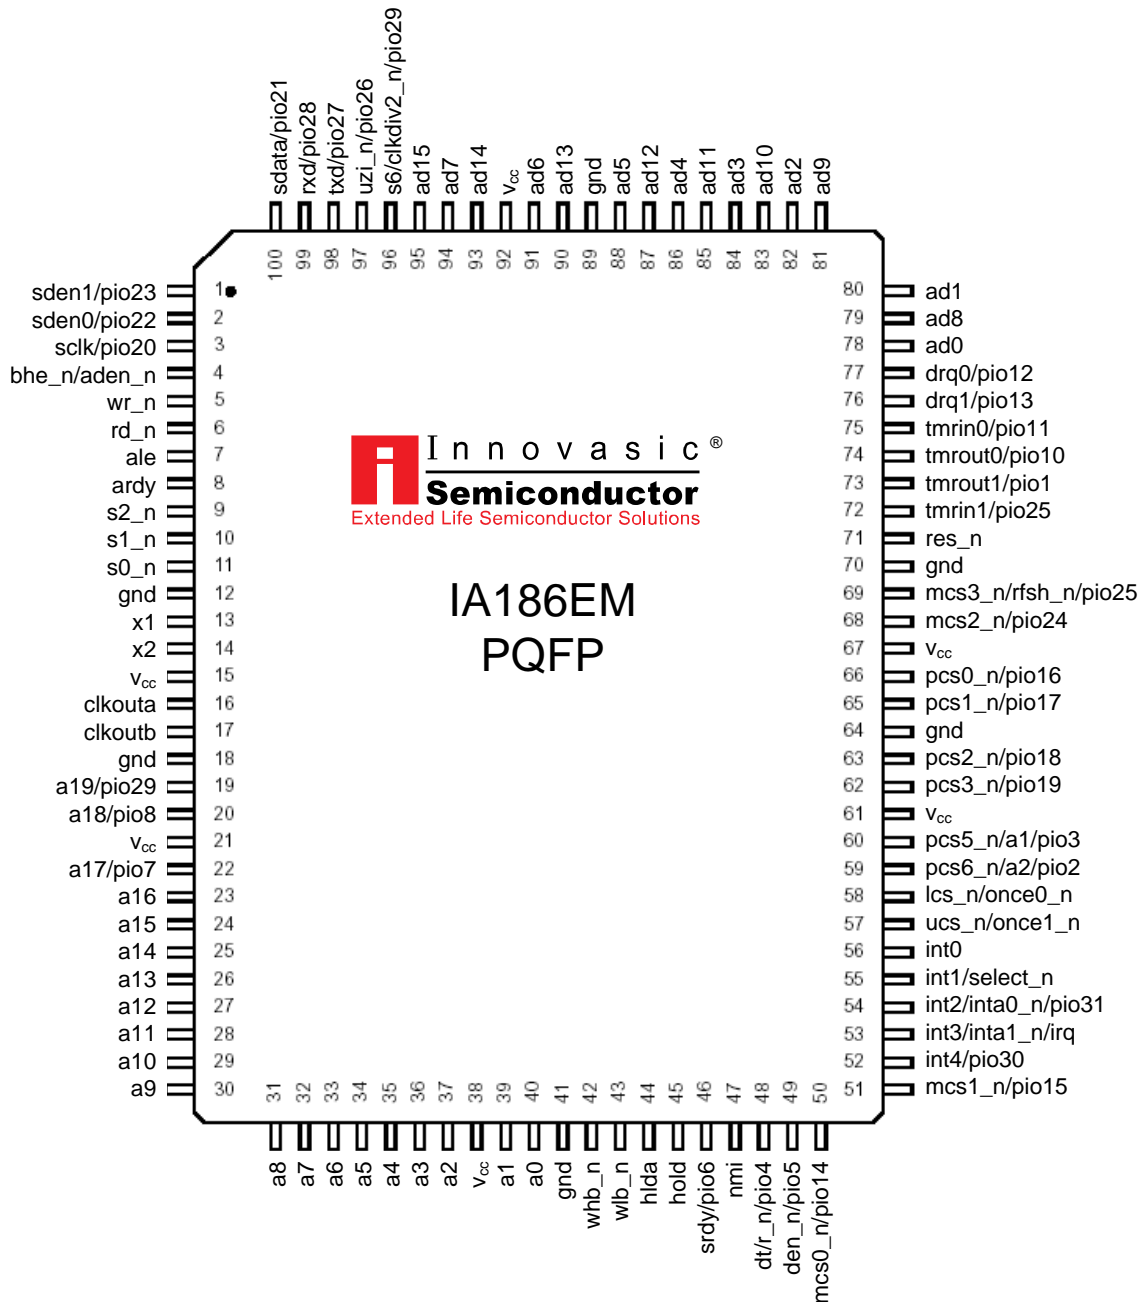 sdata/pio21
rxd/pio28
txd/pio27
uzi_n/pio26
s6/clkdiv2_n/pio29
ad15
ad7
ad14
vcc
ad6
ad13
gnd
ad5
ad12
ad4
ad11
ad3
ad10
ad2
ad9
100 99 98 97 96 95 94 93 92 91 90 89 88 87 86 85 84 83 82 81
sden1/pio23 1 80 ad1
sden0/pio22 2 79 ad8
sclk/pio20 3 78 ad0
bhe_n/aden_n 4 77 drq0/pio12
wr_n 5 76 drq1/pio13
rd_n 6 75 tmrin0/pio11
ale 7 74 tmrout0/pio10
ardy 8 73 tmrout1/pio1
s2_n 9 72 tmrin1/pio25
s1_n 10 71 res_n
s0_n 11 70 gnd
gnd 12 69 mcs3_n/rfsh_n/pio25
x1 13 68 mcs2_n/pio24
x2 14 67 vcc
vcc 15 66 pcs0_n/pio16
clkouta 16 65 pcs1_n/pio17
clkoutb 17 64 gnd
gnd 18 63 pcs2_n/pio18
a19/pio29 19 62 pcs3_n/pio19
a18/pio8 20 61 vcc
vcc 21 60 pcs5_n/a1/pio3
a17/pio7 22 59 pcs6_n/a2/pio2
a16 23 58 lcs_n/once0_n
a15 24 57 ucs_n/once1_n
a14 25 56 int0
a13 26 55 int1/select_n
a12 27 54 int2/inta0_n/pio31
a11 28 53 int3/inta1_n/irq
a10 29 52 int4/pio30
a9 30 51 mcs1_n/pio15
i Innovasic ®
Semiconductor
Extended Life Semiconductor Solutions
IA186EM
PQFP
31 32 33 34 35 36 37 38 39 40 41 42 43 44 45 46 47 48 49 50
a8
a7
a6
a5
a4
a3
a2
vcc
a1
a0
gnd
whb_n
wlb_n
hlda
hold
srdy/pio6
nmi
dt/r_n/pio4
den_n/pio5
mcs0_n/pio14